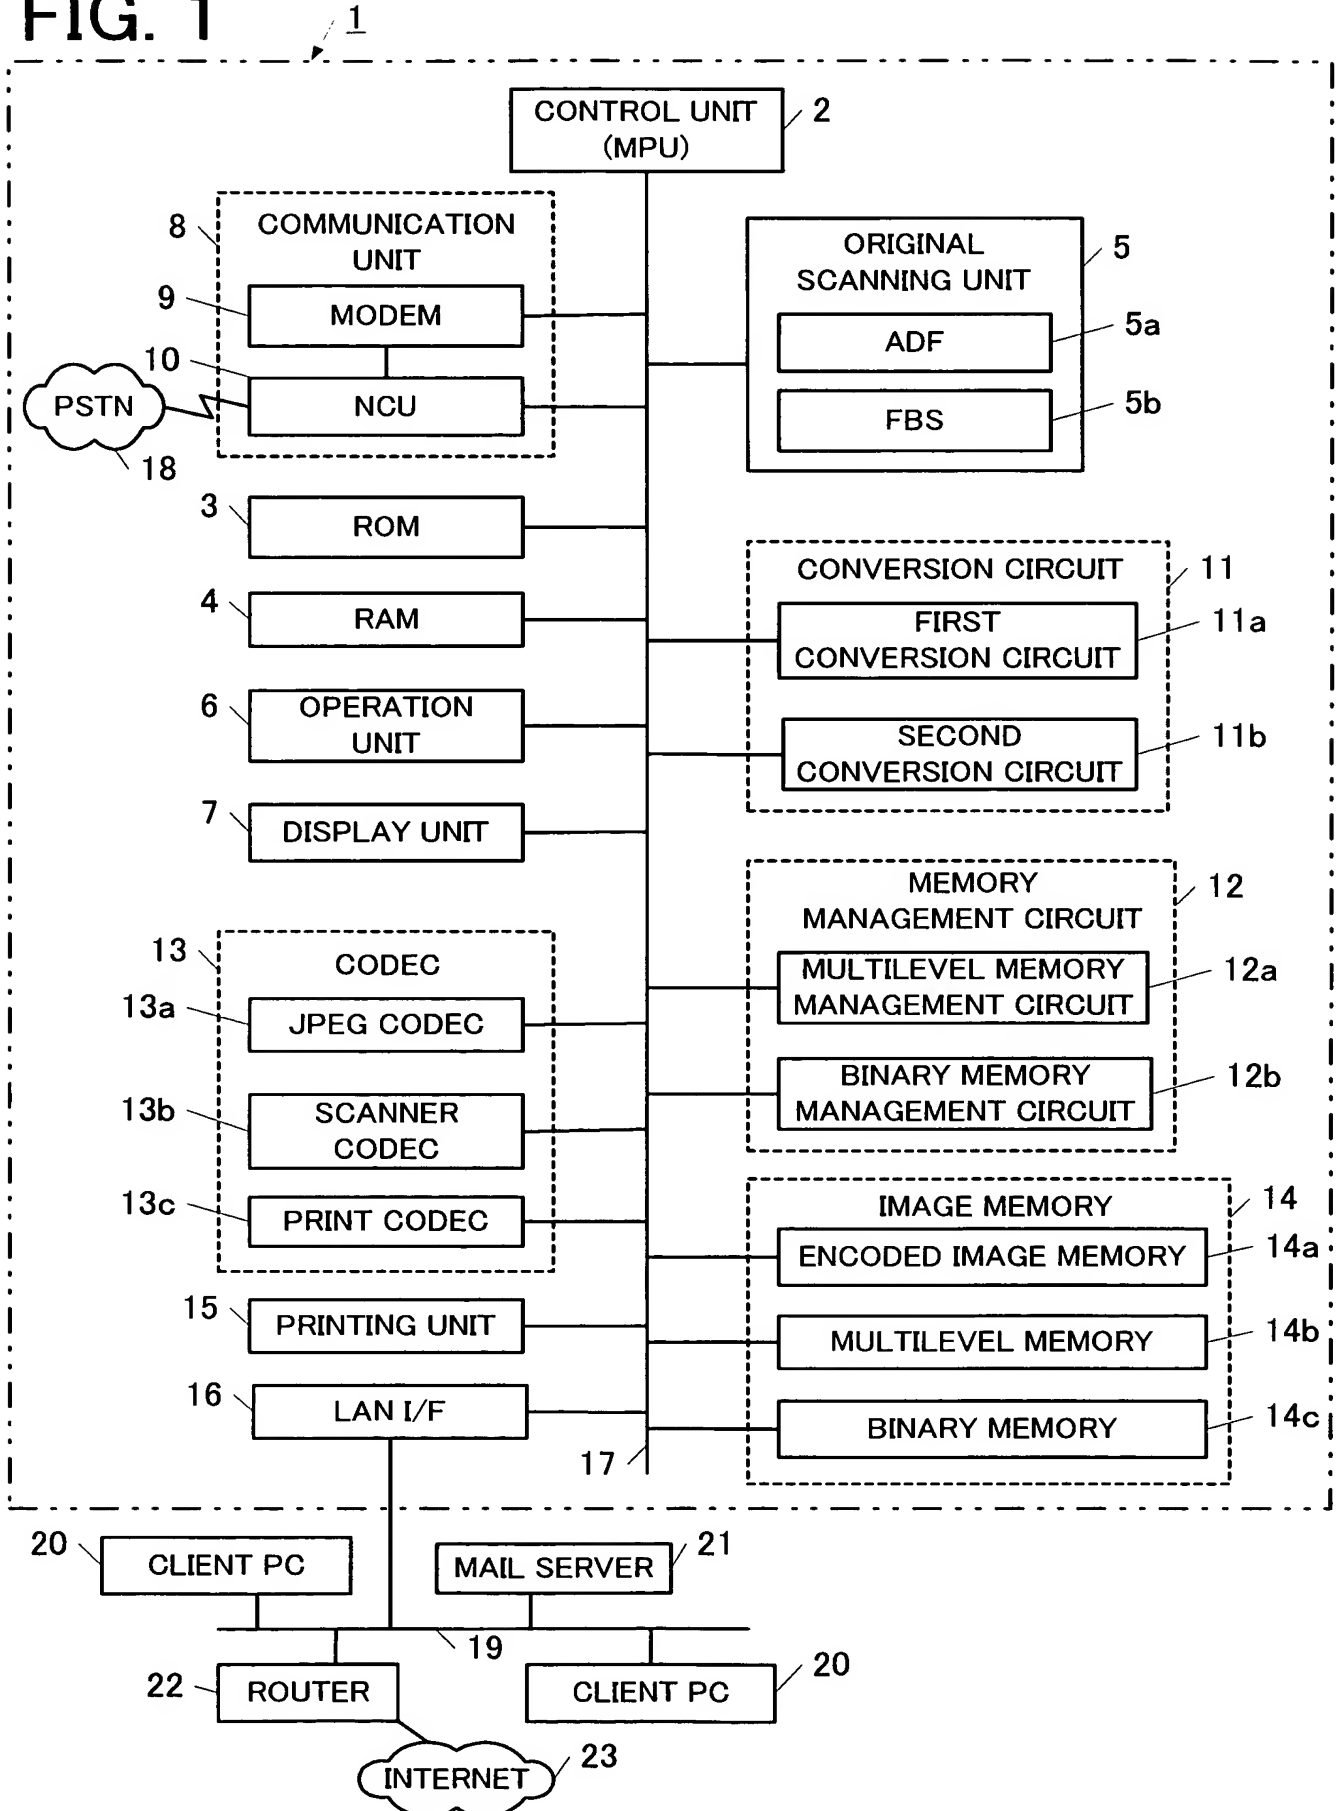 FIG. 1
1
CONTROL UNIT
(MPU)
2
8
COMMUNICATION
UNIT
9
MODEM
10
NCU
PSTN
18
ORIGINAL
SCANNING UNIT
5
ADF
5a
FBS
5b
3
ROM
4
RAM
6
OPERATION
UNIT
7
DISPLAY UNIT
CONVERSION CIRCUIT
11
FIRST
CONVERSION CIRCUIT
11a
SECOND
CONVERSION CIRCUIT
11b
MEMORY
MANAGEMENT CIRCUIT
12
MULTILEVEL MEMORY
MANAGEMENT CIRCUIT
12a
BINARY MEMORY
MANAGEMENT CIRCUIT
12b
13
CODEC
13a
JPEG CODEC
13b
SCANNER
CODEC
13c
PRINT CODEC
IMAGE MEMORY
14
ENCODED IMAGE MEMORY
14a
MULTILEVEL MEMORY
14b
BINARY MEMORY
14c
15
PRINTING UNIT
16
LAN I/F
17
20
CLIENT PC
MAIL SERVER
21
19
22
ROUTER
CLIENT PC
20
INTERNET
23